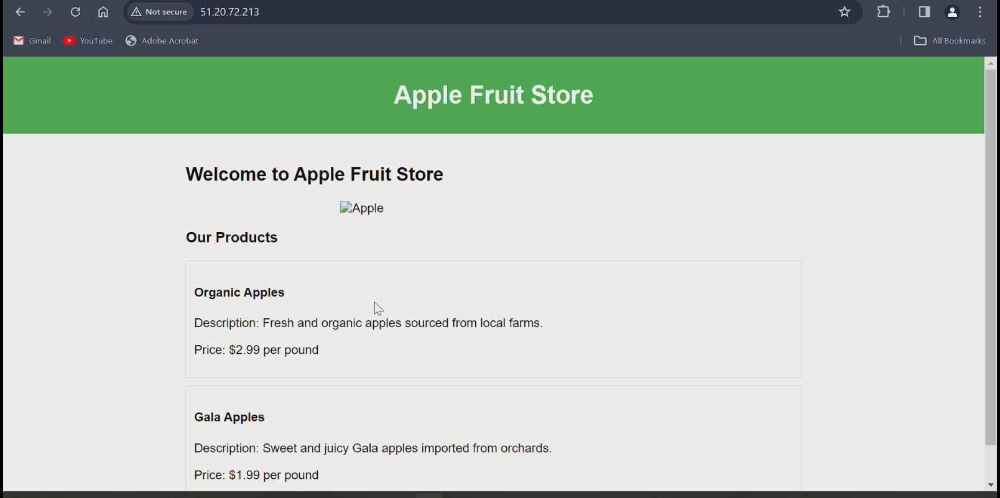 Not secure 51.20.72.213
Gmail YouTube Adobe Acrobat All Bookmarks
Apple Fruit Store
Welcome to Apple Fruit Store
Apple
Our Products
Organic Apples
Description: Fresh and organic apples sourced from local farms.
Price: $2.99 per pound
Gala Apples
Description: Sweet and juicy Gala apples imported from orchards.
Price: $1.99 per pound